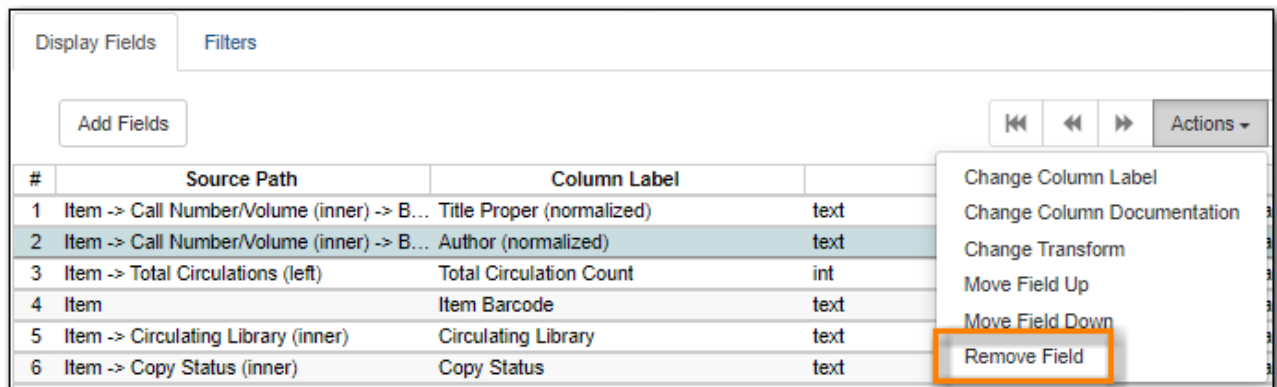 Display Fields Filters
Add Fields Actions
# Source Path Column Label
1 Item -> Call Number/Volume (inner) -> B... Title Proper (normalized) text
2 Item -> Call Number/Volume (inner) -> B... Author (normalized) text
3 Item -> Total Circulations (left) Total Circulation Count int
4 Item Item Barcode text
5 Item -> Circulating Library (inner) Circulating Library text
6 Item -> Copy Status (inner) Copy Status text
Change Column Label
Change Column Documentation
Change Transform
Move Field Up
Move Field Down
Remove Field